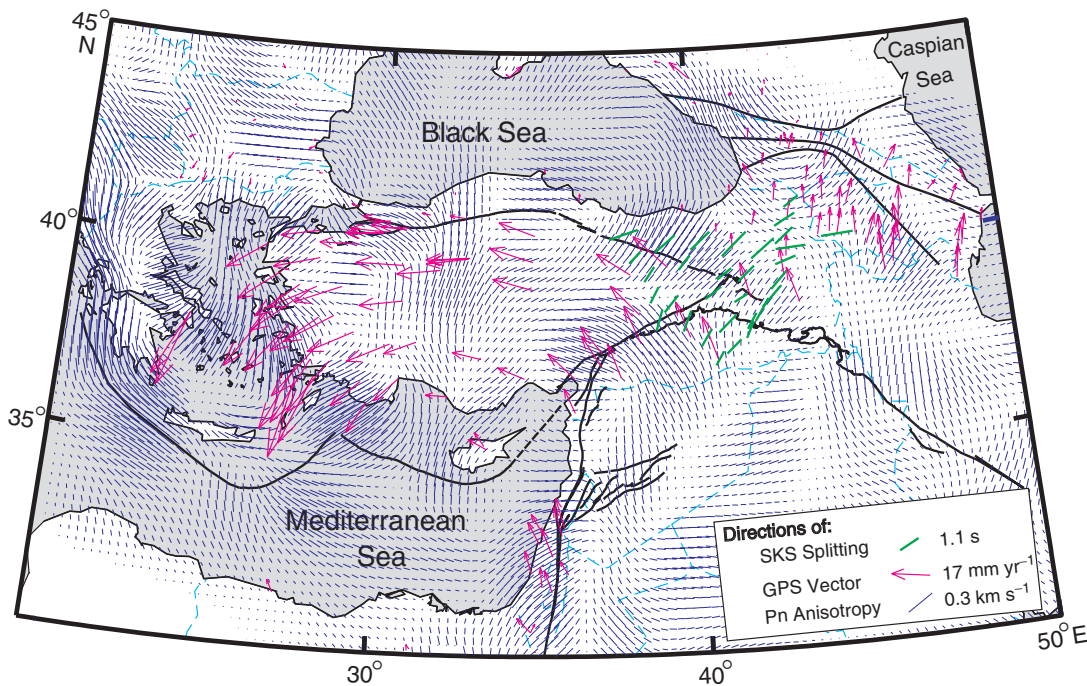 45°
N
Caspian
Sea
Black Sea
40°
35°
Mediterranean
Sea
Directions of:
SKS Splitting
1.1 s
GPS Vector
17 mm yr⁻¹
Pn Anisotropy
0.3 km s⁻¹
30°
40°
50°E